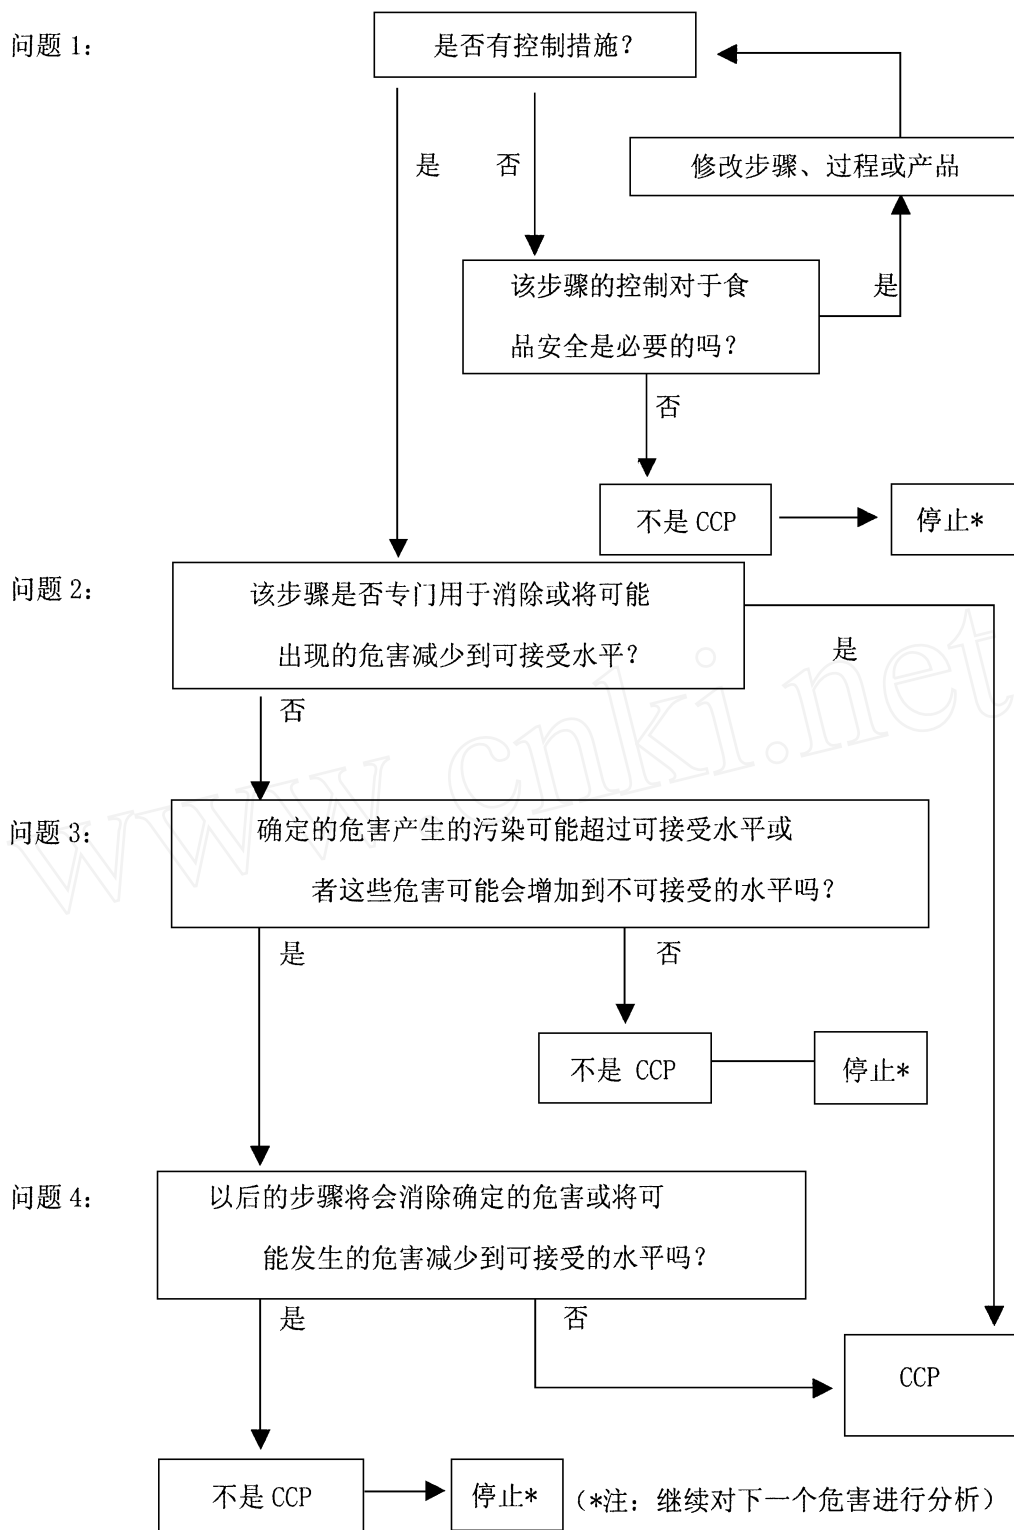 问题 1:
是否有控制措施?
是
否
修改步骤、过程或产品
该步骤的控制对于食
品安全是必要的吗?
是
否
不是 CCP
停止*
问题 2:
该步骤是否专门用于消除或将可能
出现的危害减少到可接受水平?
是
否
问题 3:
确定的危害产生的污染可能超过可接受水平或
者这些危害可能会增加到不可接受的水平吗?
是
否
不是 CCP
停止*
问题 4:
以后的步骤将会消除确定的危害或将可
能发生的危害减少到可接受的水平吗?
是
否
CCP
不是 CCP
停止*
(*注: 继续对下一个危害进行分析)
www.cnki.net